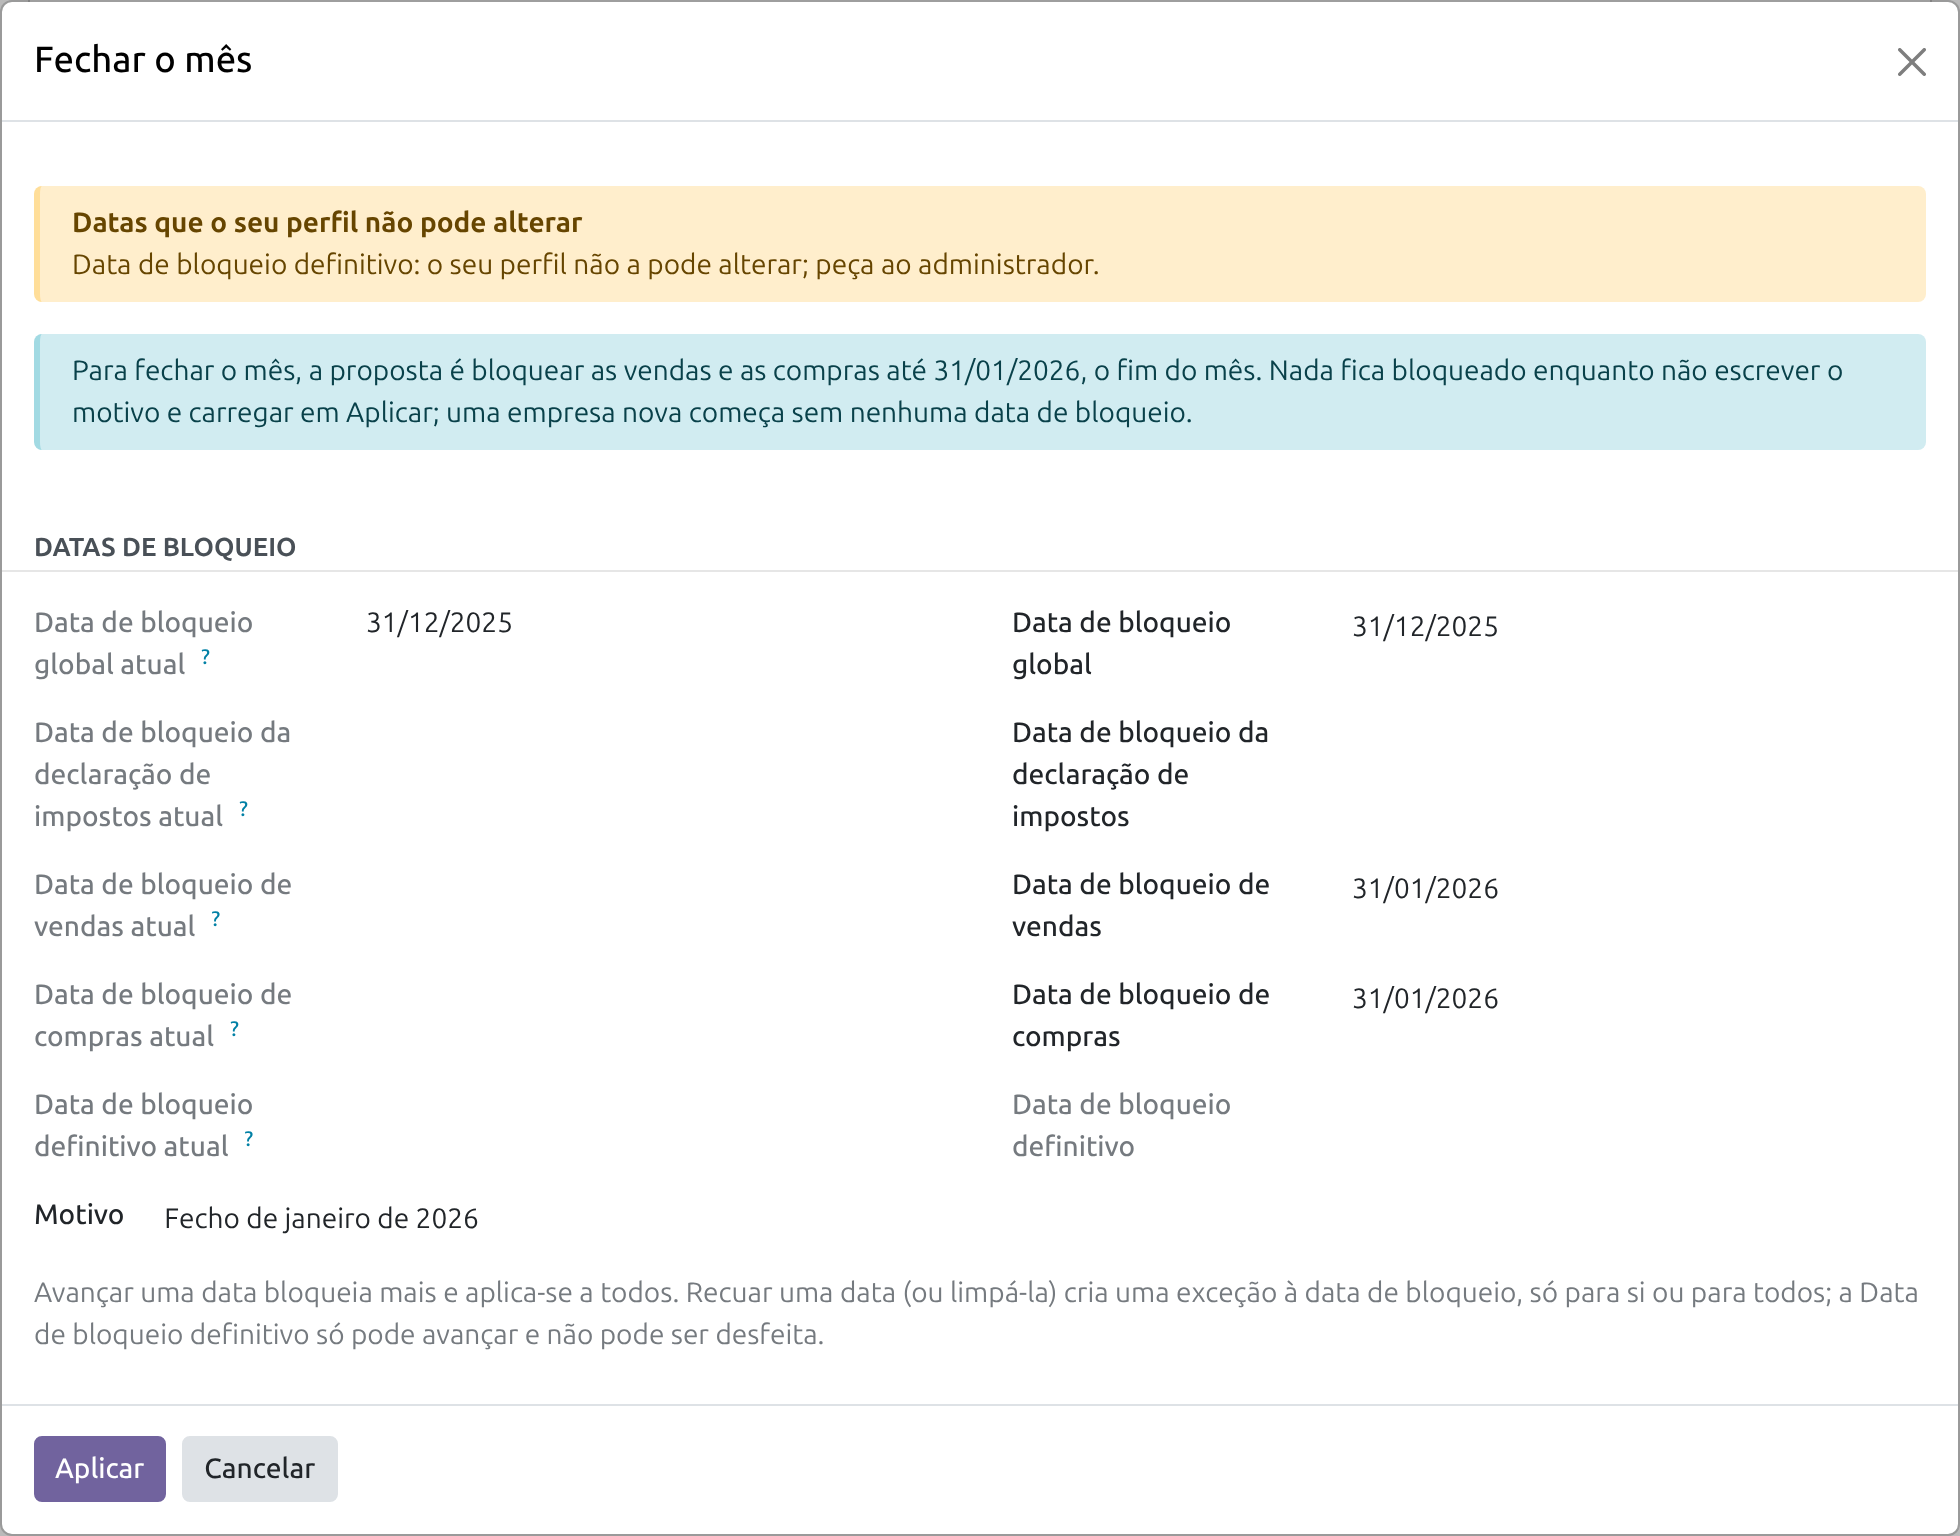 Fechar o mês
Datas que o seu perfil não pode alterar
Data de bloqueio definitivo: o seu perfil não a pode alterar; peça ao administrador.
Para fechar o mês, a proposta é bloquear as vendas e as compras até 31/01/2026, o fim do mês. Nada fica bloqueado enquanto não escrever o
motivo e carregar em Aplicar; uma empresa nova começa sem nenhuma data de bloqueio.
DATAS DE BLOQUEIO
Data de bloqueio
global atual ?
31/12/2025
Data de bloqueio
global
31/12/2025
Data de bloqueio da
declaração de
impostos atual ?
Data de bloqueio da
declaração de
impostos
Data de bloqueio de
vendas atual ?
Data de bloqueio de
vendas
31/01/2026
Data de bloqueio de
compras atual ?
Data de bloqueio de
compras
31/01/2026
Data de bloqueio
definitivo atual ?
Data de bloqueio
definitivo
Motivo
Fecho de janeiro de 2026
Avançar uma data bloqueia mais e aplica-se a todos. Recuar uma data (ou limpá-la) cria uma exceção à data de bloqueio, só para si ou para todos; a Data
de bloqueio definitivo só pode avançar e não pode ser desfeita.
Aplicar
Cancelar